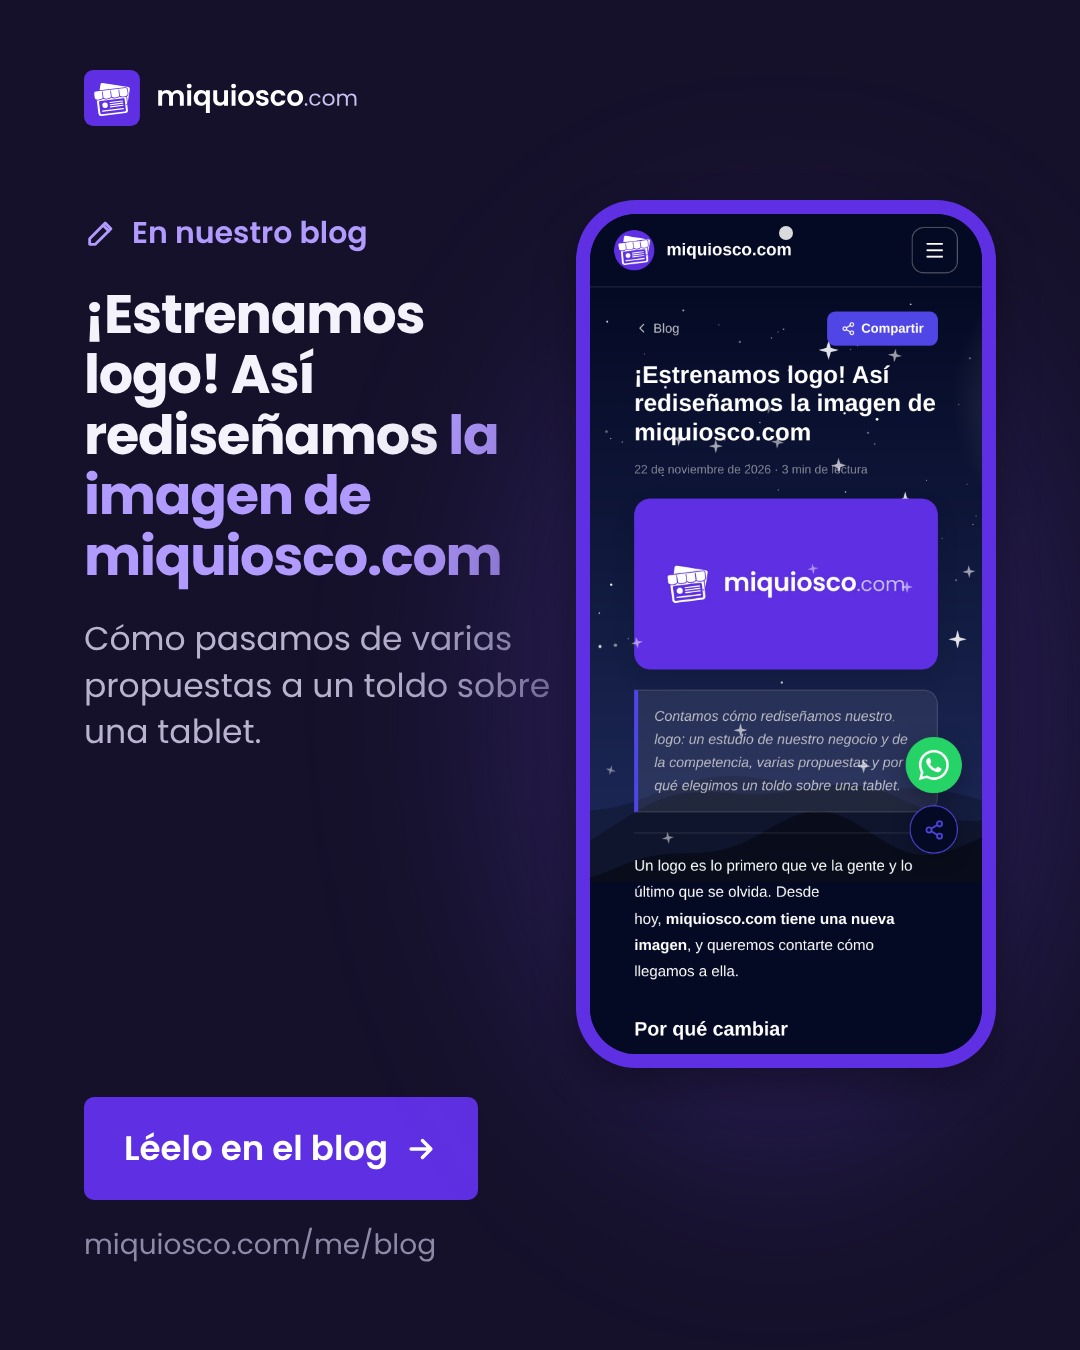 miquiosco.com
En nuestro blog
¡Estrenamos
logo! Así
rediseñamos la
imagen de
miquiosco.com
Cómo pasamos de varias
propuestas a un toldo sobre
una tablet.
Léelo en el blog
miquiosco.com/me/blog
miquiosco.com
Blog
Compartir
¡Estrenamos logo! Así
rediseñamos la imagen de
miquiosco.com
22 de noviembre de 2026 · 3 min de lectura
miquiosco.com
Contamos cómo rediseñamos nuestro
logo: un estudio de nuestro negocio y de
la competencia, varias propuestas y por
qué elegimos un toldo sobre una tablet.
Un logo es lo primero que ve la gente y lo
último que se olvida. Desde
hoy, miquiosco.com tiene una nueva
imagen, y queremos contarte cómo
llegamos a ella.
Por qué cambiar